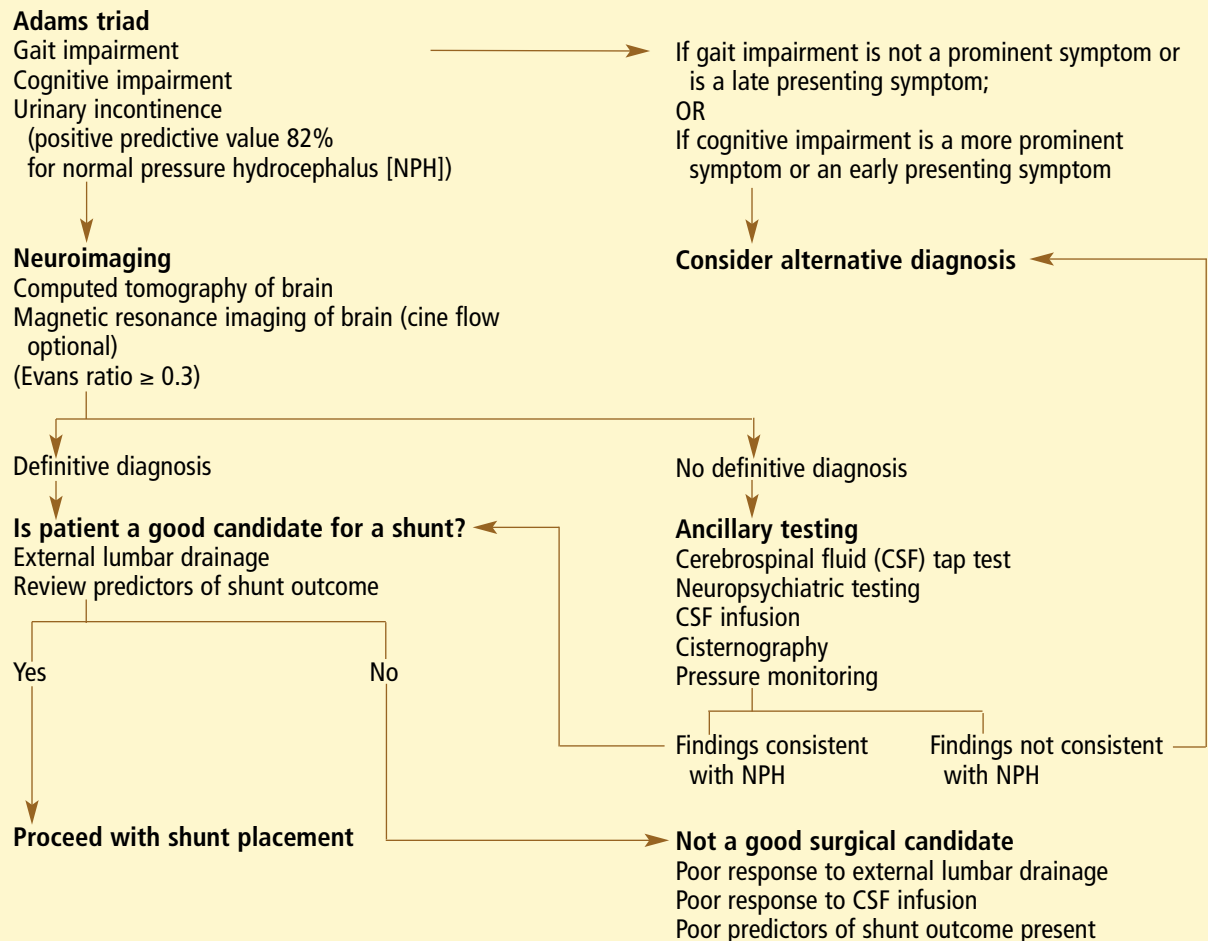 Adams triad
Gait impairment
Cognitive impairment
Urinary incontinence
(positive predictive value 82%
for normal pressure hydrocephalus [NPH])
If gait impairment is not a prominent symptom or
is a late presenting symptom;
OR
If cognitive impairment is a more prominent
symptom or an early presenting symptom
Neuroimaging
Computed tomography of brain
Magnetic resonance imaging of brain (cine flow
optional)
(Evans ratio ≥ 0.3)
Consider alternative diagnosis
Definitive diagnosis
No definitive diagnosis
Is patient a good candidate for a shunt?
External lumbar drainage
Review predictors of shunt outcome
Ancillary testing
Cerebrospinal fluid (CSF) tap test
Neuropsychiatric testing
CSF infusion
Cisternography
Pressure monitoring
Yes
No
Findings consistent
with NPH
Findings not consistent
with NPH
Proceed with shunt placement
Not a good surgical candidate
Poor response to external lumbar drainage
Poor response to CSF infusion
Poor predictors of shunt outcome present